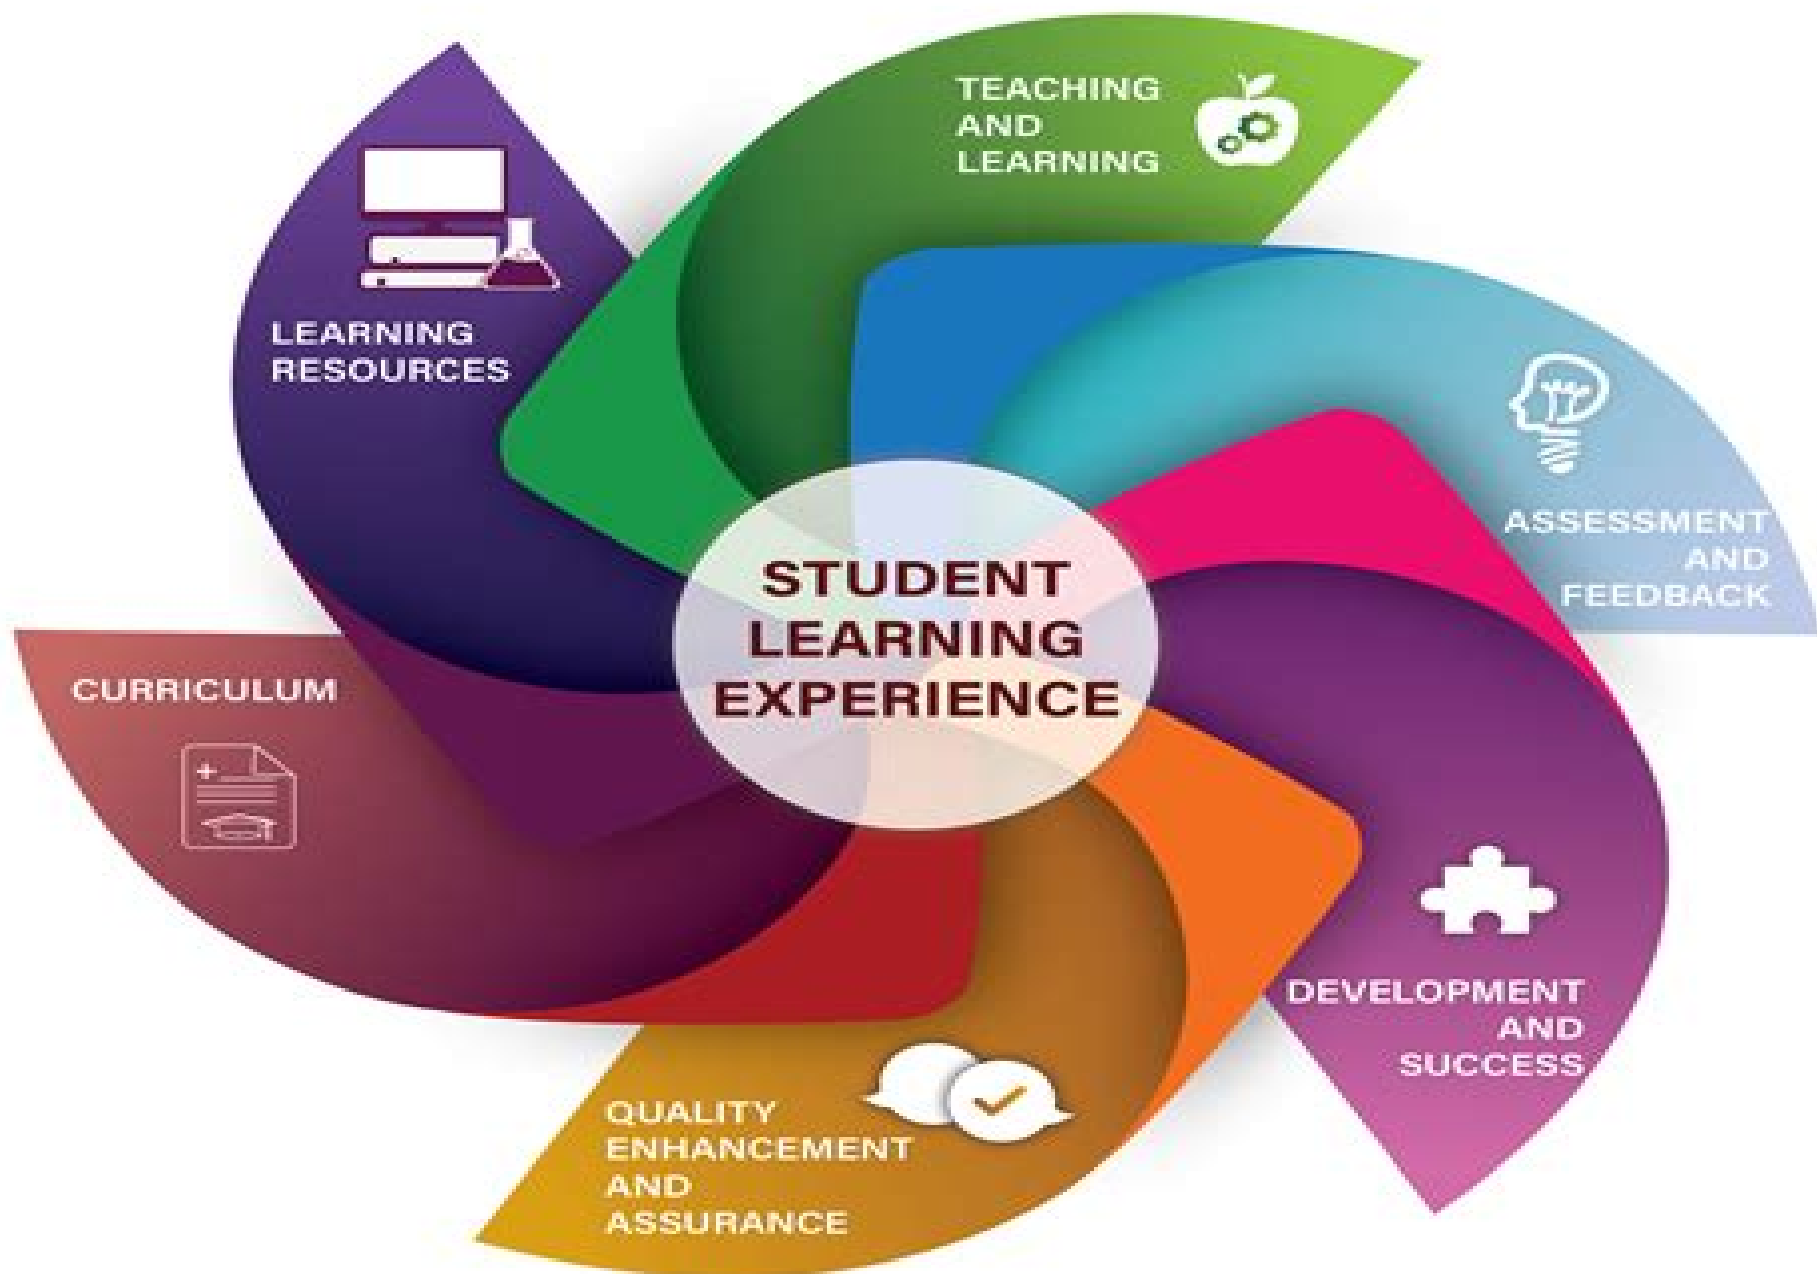 TEACHING
AND
LEARNING
LEARNING
RESOURCES
ASSESSMENT
AND
FEEDBACK
STUDENT
LEARNING
EXPERIENCE
CURRICULUM
DEVELOPMENT
AND
SUCCESS
QUALITY
ENHANCEMENT
AND
ASSURANCE